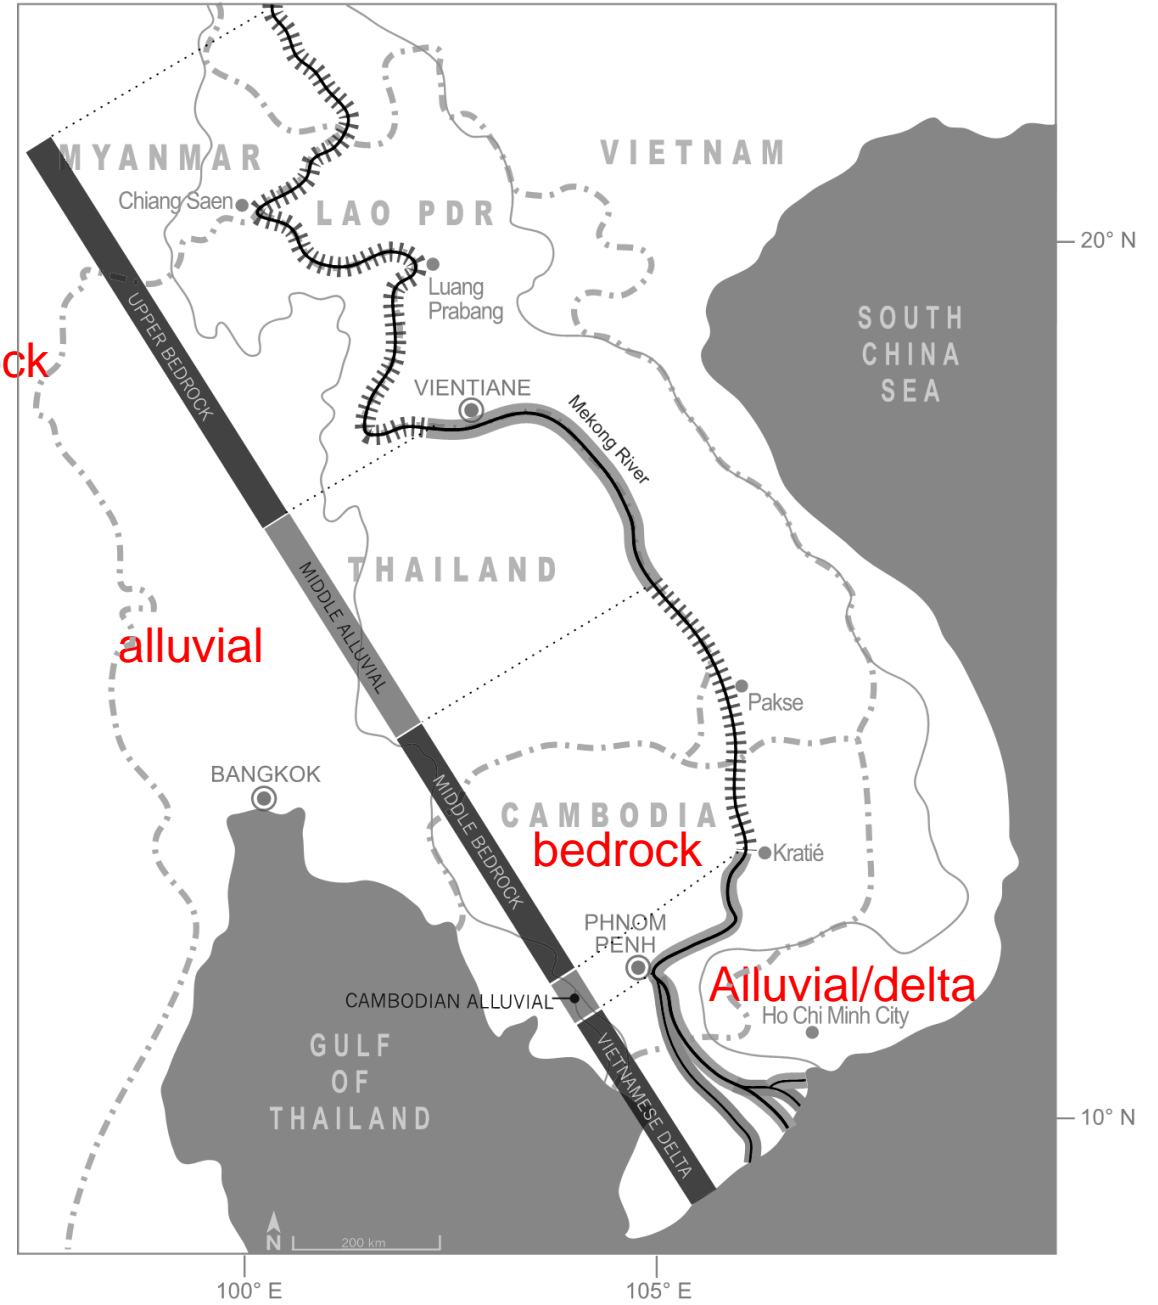 MYANMAR
VIETNAM
Chiang Saen
LAO PDR
20° N
Luang
Prabang
UPPER BEDROCK
SOUTH
CHINA
SEA
ck
VIENTIANE
Mekong River
THAILAND
MIDDLE ALLUVIAL
alluvial
Pakse
BANGKOK
MIDDLE BEDROCK
CAMBODIA
bedrock
Kratié
PHNOM
PENH
Alluvial/delta
CAMBODIAN ALLUVIAL
Ho Chi Minh City
GULF
OF
THAILAND
VIETNAMESE DELTA
10° N
N
200 km
100° E
105° E